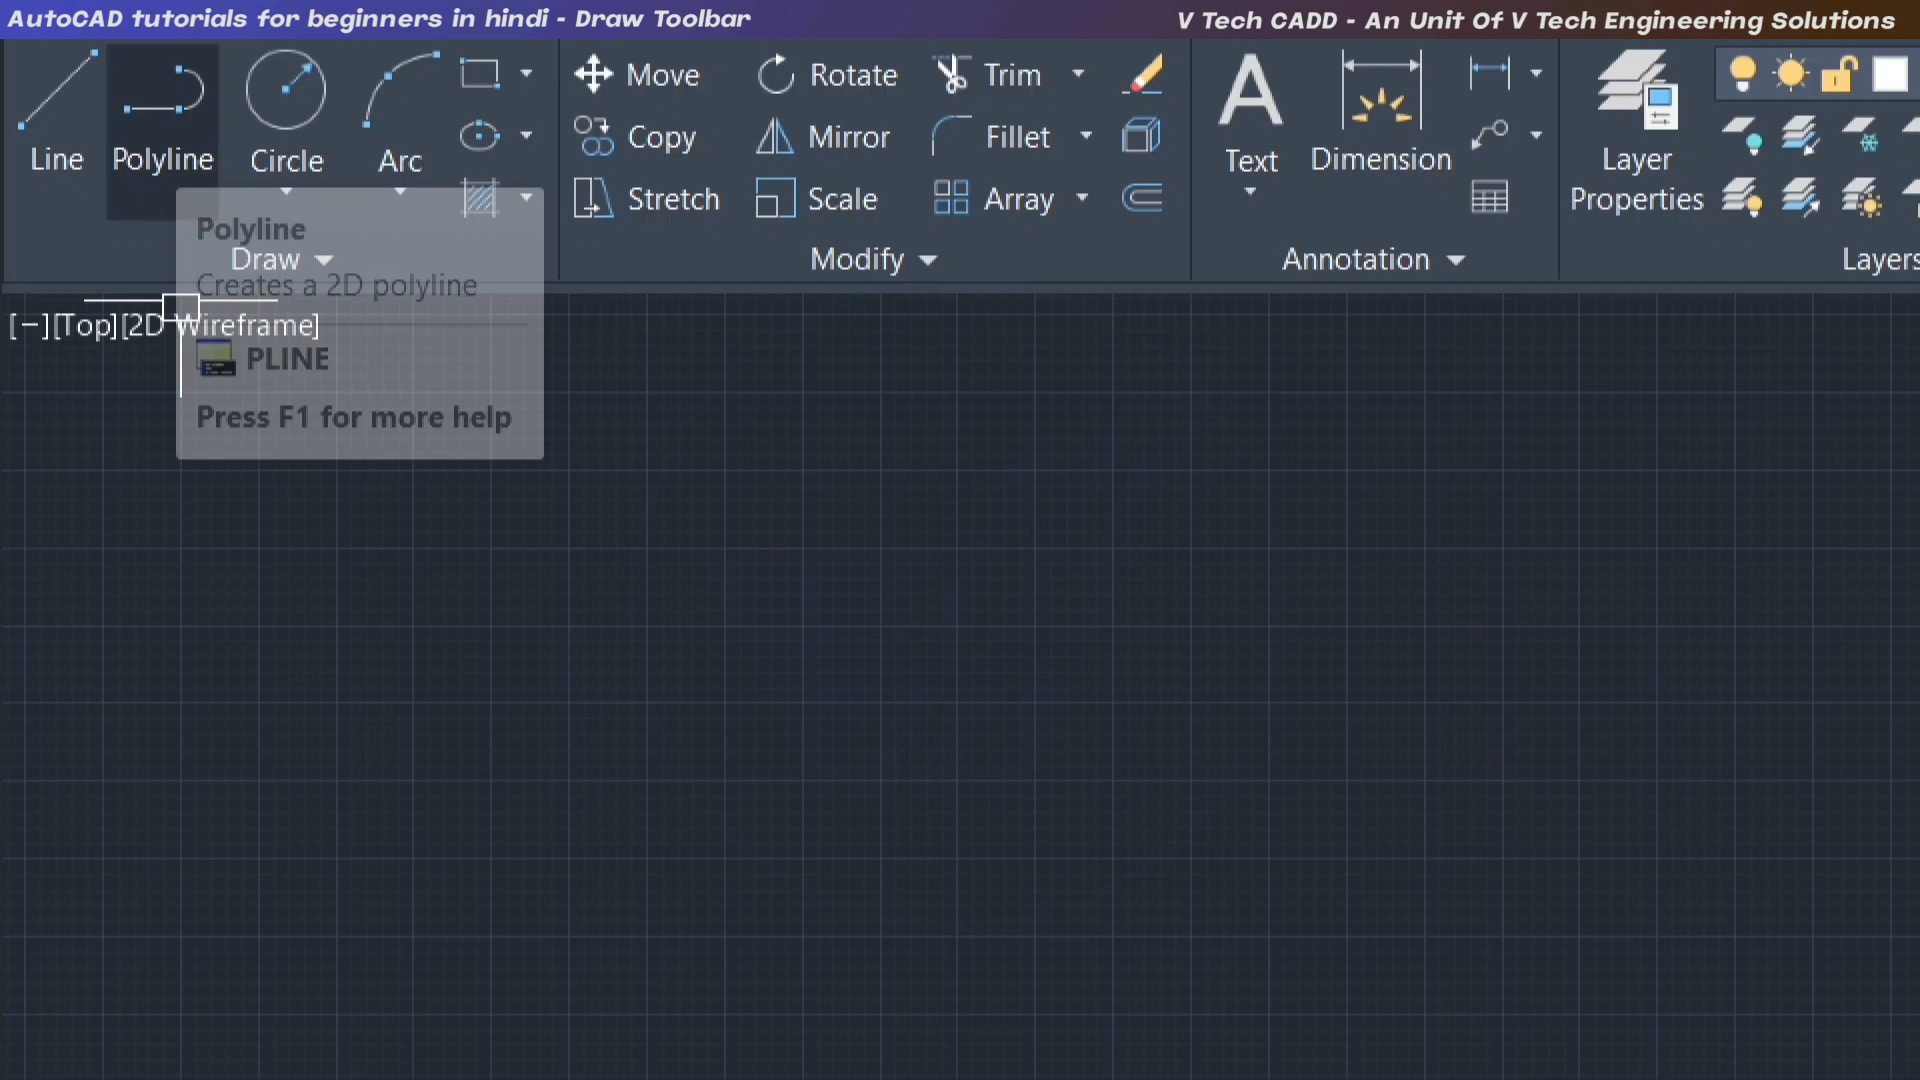 AutoCAD tutorials for beginners in hindi - Draw Toolbar
V Tech CADD - An Unit Of V Tech Engineering Solutions
Line
Polyline
Circle
Arc
Move
Rotate
Trim
Copy
Mirror
Fillet
Stretch
Scale
Array
Text
Dimension
Layer
Properties
Draw
Modify
Annotation
Layers
Polyline
Creates a 2D polyline
PLINE
Press F1 for more help
[−][Top][2D Wireframe]